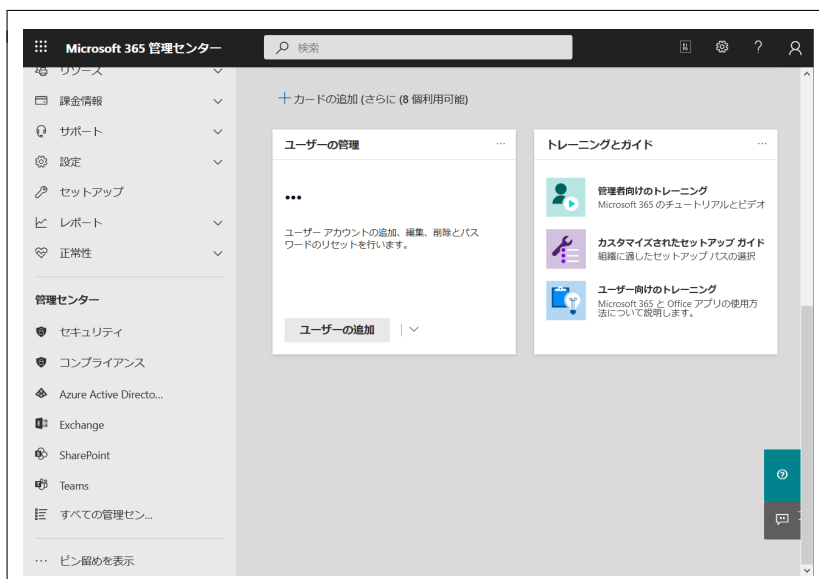 Microsoft 365 管理センター
検索
リソース
課金情報
サポート
設定
セットアップ
レポート
正常性
管理センター
セキュリティ
コンプライアンス
Azure Active Directo...
Exchange
SharePoint
Teams
すべての管理セン...
ピン留めを表示
カードの追加 (さらに (8 個利用可能)
ユーザーの管理
ユーザー アカウントの追加、編集、削除とパス
ワードのリセットを行います。
ユーザーの追加
トレーニングとガイド
管理者向けのトレーニング
Microsoft 365 のチュートリアルとビデオ
カスタマイズされたセットアップ ガイド
組織に適したセットアップ パスの選択
ユーザー向けのトレーニング
Microsoft 365 と Office アプリの使用方
法について説明します。